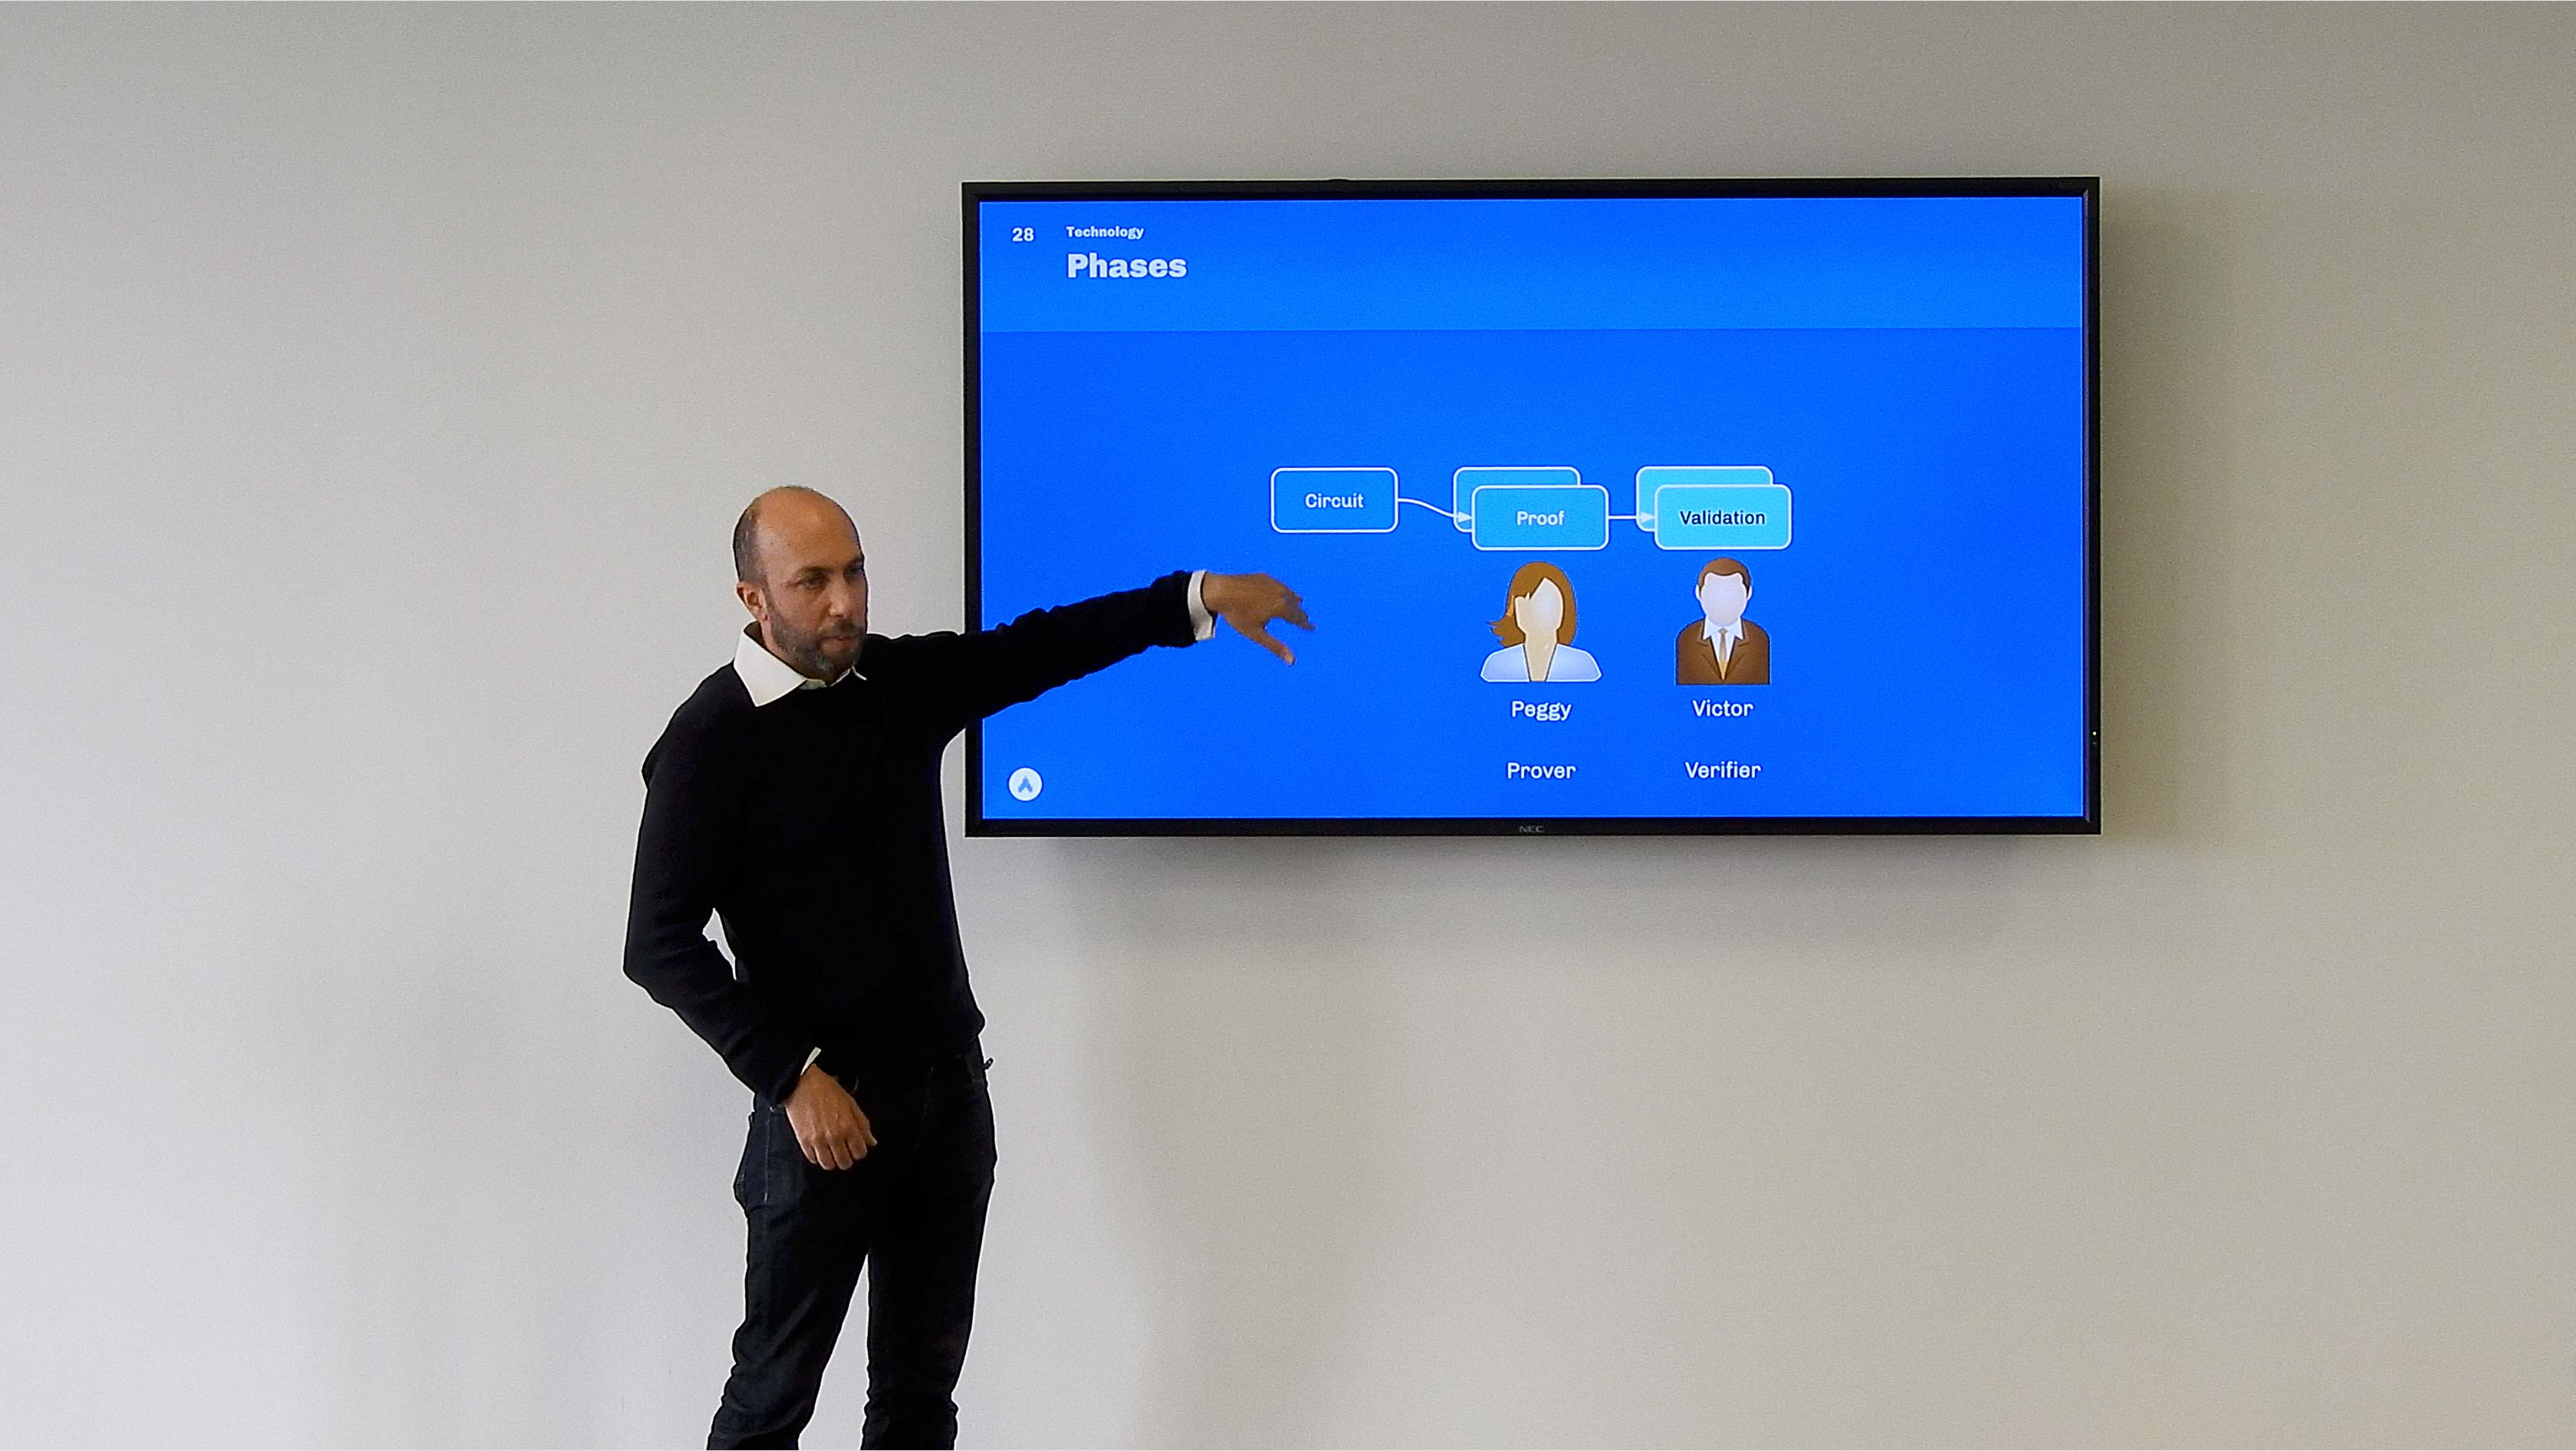 28
Technology
Phases
Circuit
Proof
Validation
Peggy
Victor
Prover
Verifier
NEC